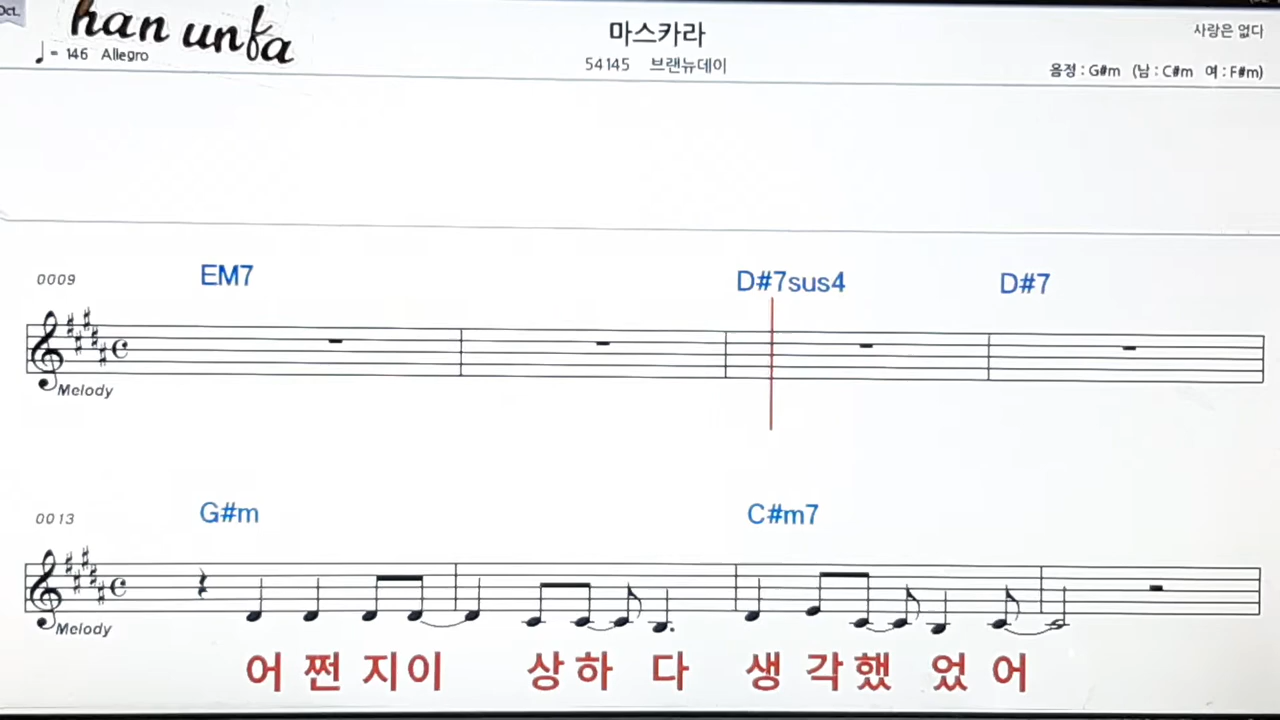 Oct.
han unfa
♩= 146 Allegro
마스카라
54145 브랜뉴데이
사랑은 없다
음정 : G#m (남 : C#m 여 : F#m)
0009
EM7 D#7sus4 D#7
Melody
0013
G#m C#m7
Melody
어 쩐 지이 상하 다 생 각했 었 어